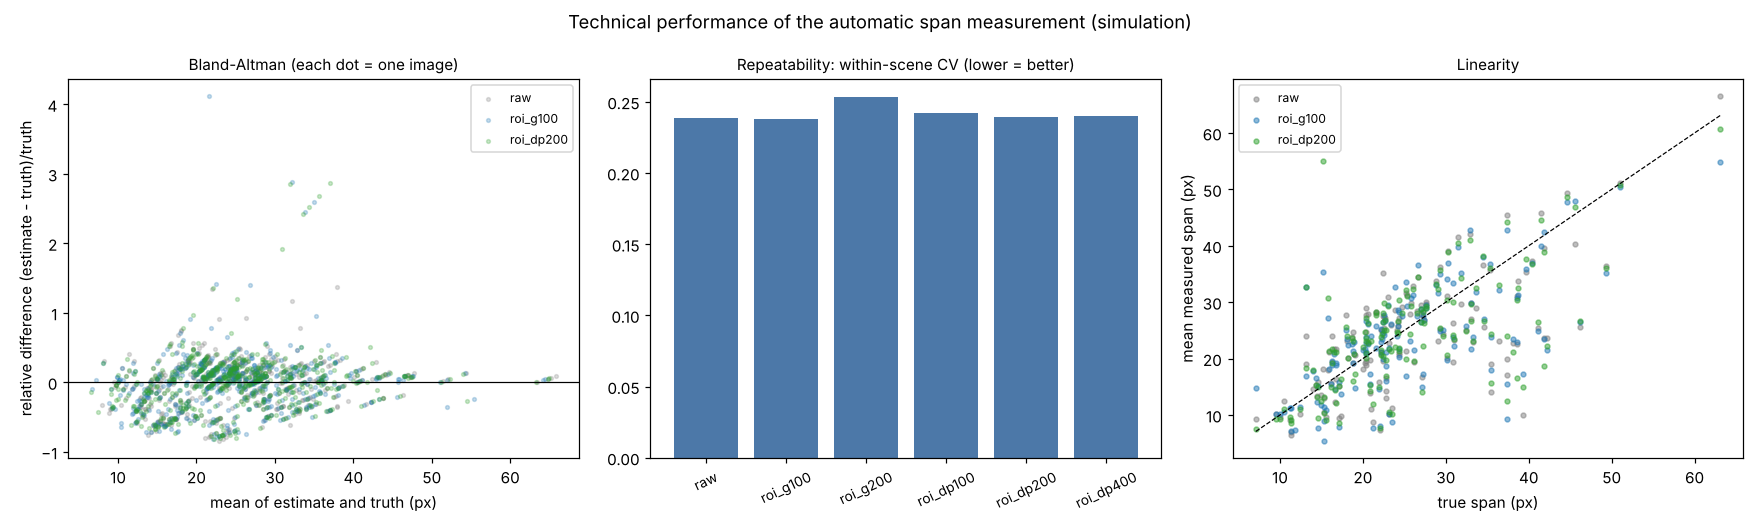 Technical performance of the automatic span measurement (simulation)
Bland-Altman (each dot = one image)
relative difference (estimate - truth)/truth
4
3
2
1
0
−1
raw
roi_g100
roi_dp200
10 20 30 40 50 60
mean of estimate and truth (px)
Repeatability: within-scene CV (lower = better)
0.25
0.20
0.15
0.10
0.05
0.00
raw roi_g100 roi_g200 roi_dp100 roi_dp200 roi_dp400
Linearity
mean measured span (px)
60
50
40
30
20
10
raw
roi_g100
roi_dp200
10 20 30 40 50 60
true span (px)